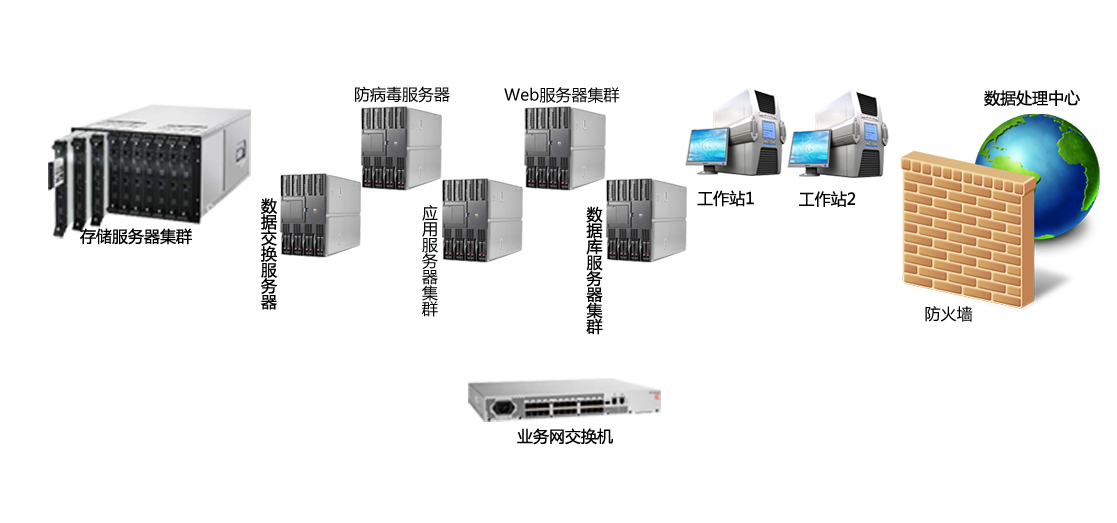 防病毒服务器
Web服务器集群
数据处理中心
工作站1
工作站2
存储服务器集群
数据交换服务器
应用服务器集群
数据库服务器集群
防火墙
业务网交换机